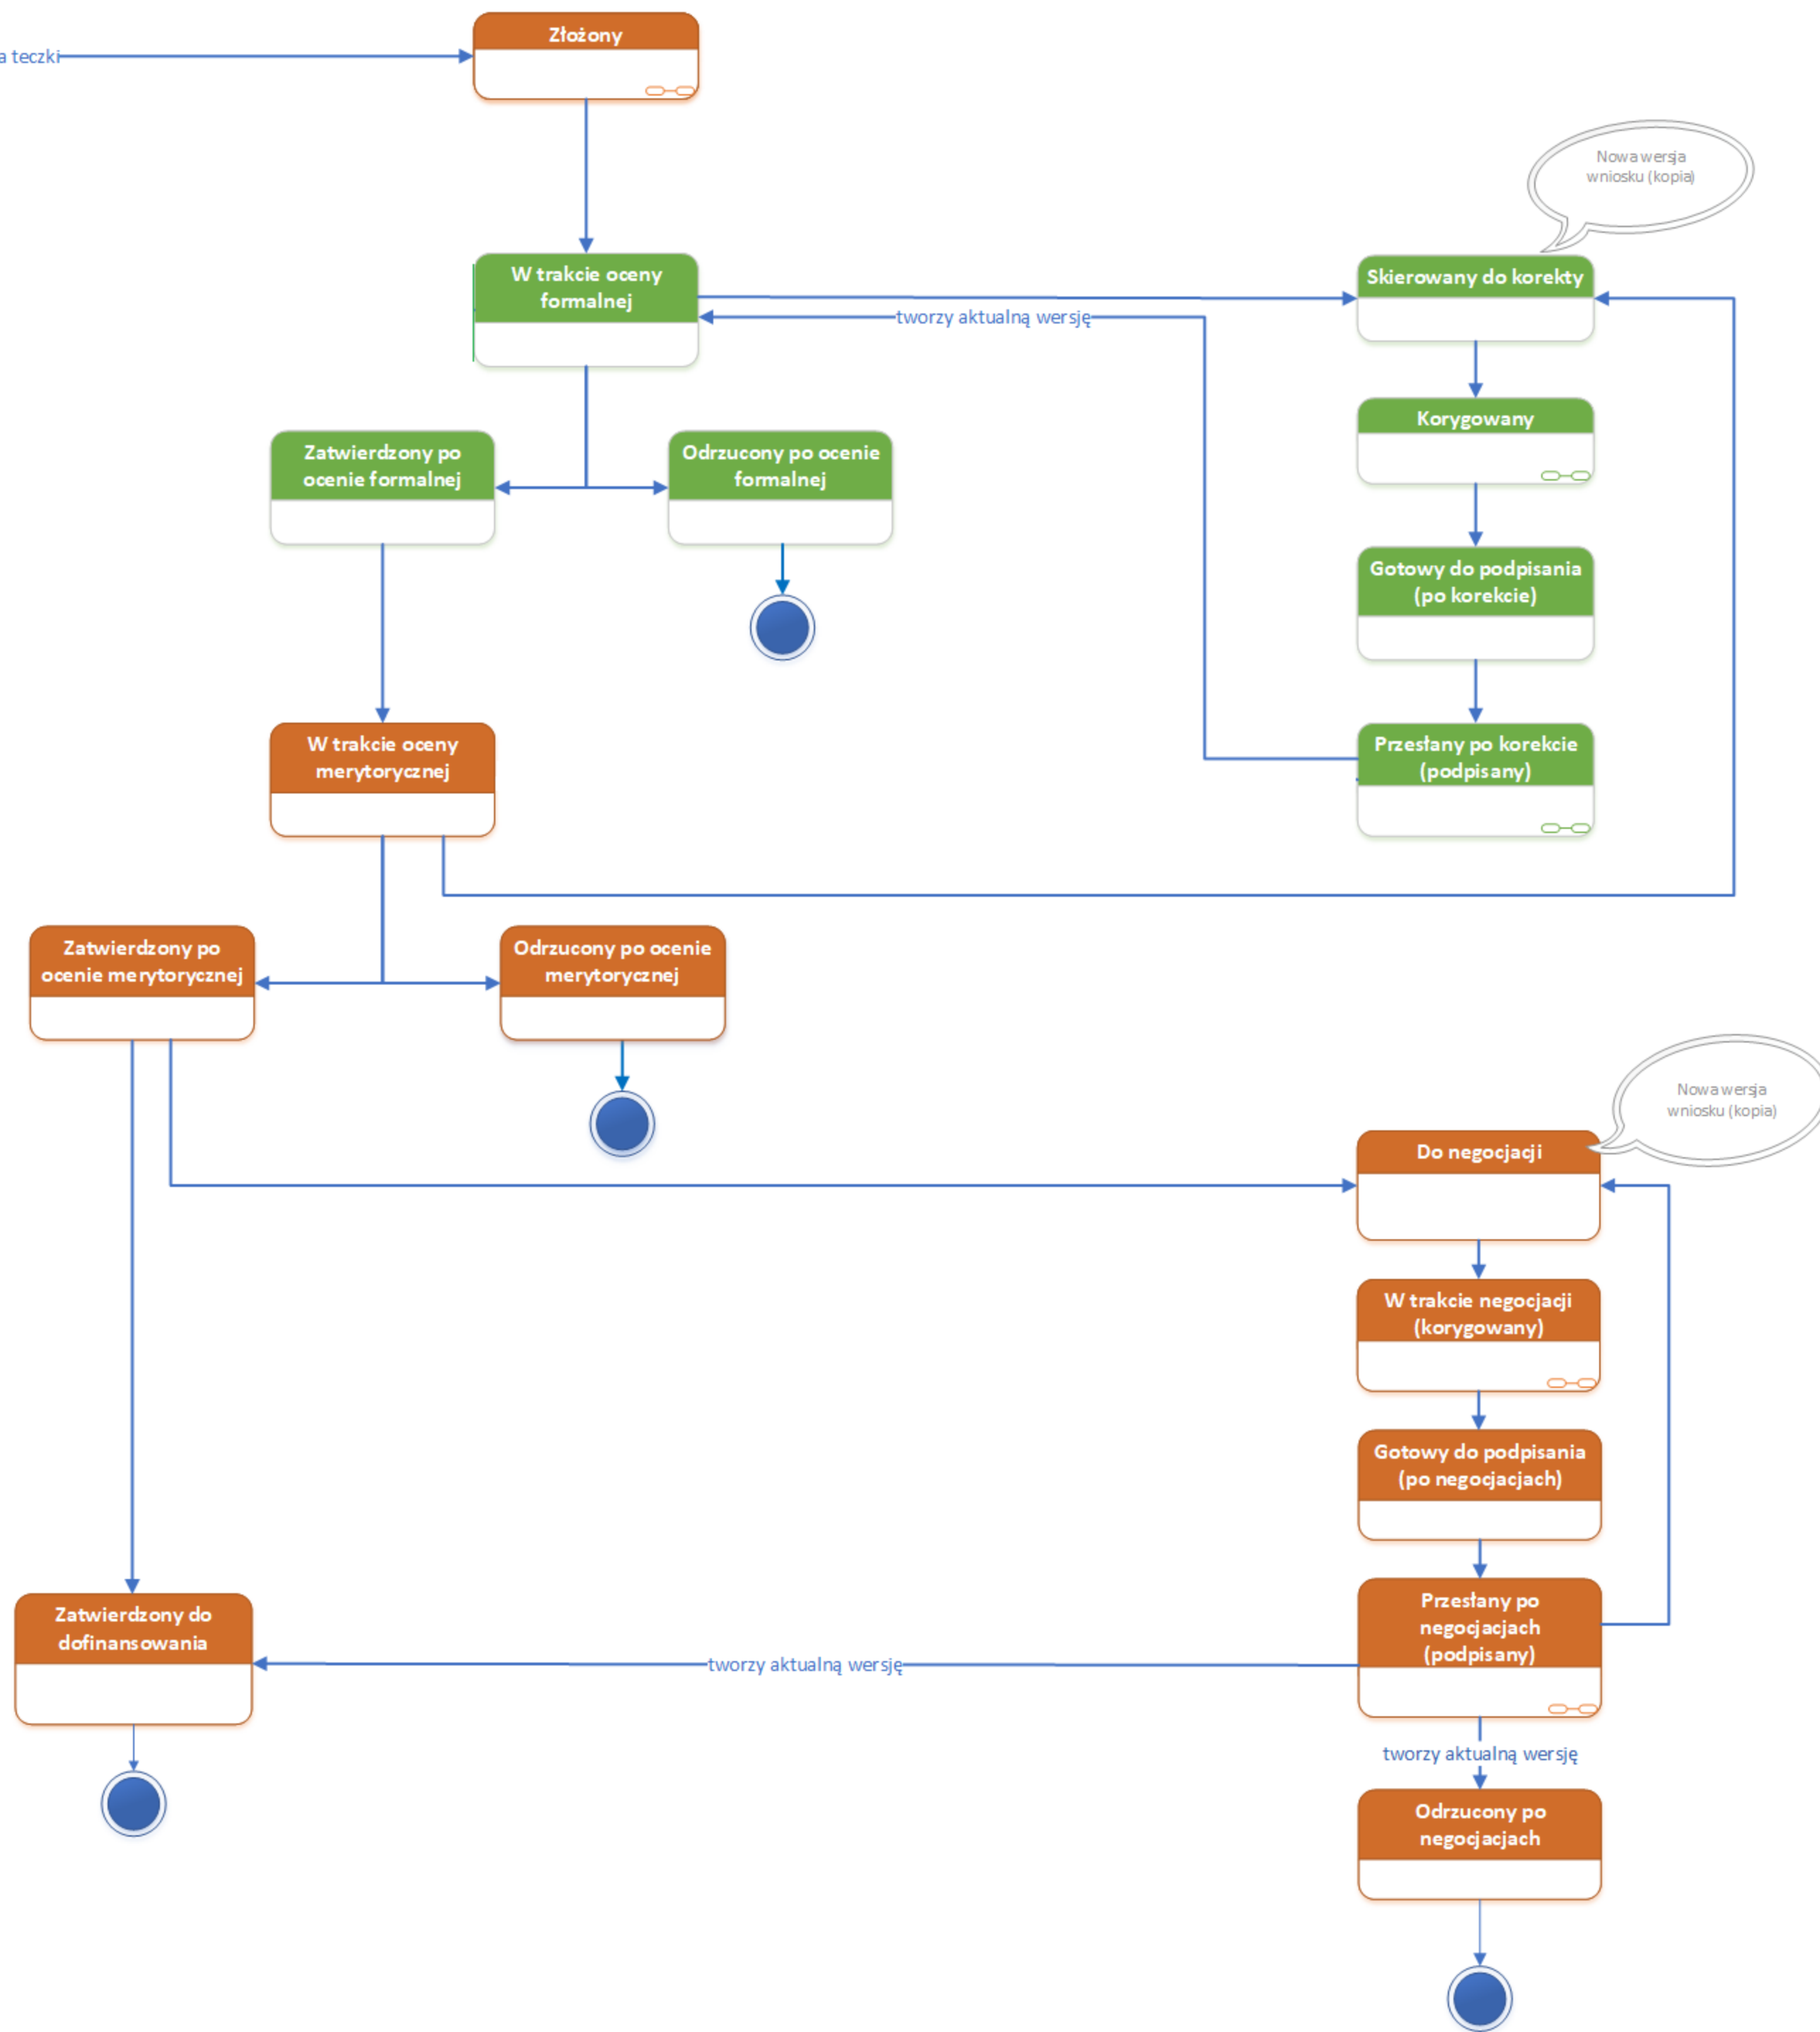 Złożony
a teczki
Nowa wersja
wniosku (kopia)
W trakcie oceny
formalnej
Skierowany do korekty
tworzy aktualną wersję
Korygowany
Zatwierdzony po
ocenie formalnej
Odrzucony po ocenie
formalnej
Gotowy do podpisania
(po korekcie)
W trakcie oceny
merytorycznej
Przesłany po korekcie
(podpisany)
Zatwierdzony po
ocenie merytorycznej
Odrzucony po ocenie
merytorycznej
Nowa wersja
wniosku (kopia)
Do negocjacji
W trakcie negocjacji
(korygowany)
Gotowy do podpisania
(po negocjacjach)
Zatwierdzony do
dofinansowania
Przesłany po
negocjacjach
(podpisany)
tworzy aktualną wersję
tworzy aktualną wersję
Odrzucony po
negocjacjach